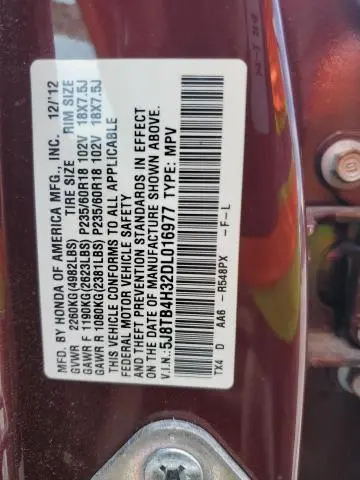 MFD. BY HONDA OF AMERICA MFG., INC. 12/'12
TIRE SIZE RIM SIZE
GVWR 2260KG(4982LBS)
GAWR F 1190KG(2623LBS) P235/60R18 102V 18X7.5J
GAWR R 1080KG(2381LBS) P235/60R18 102V 18X7.5J
THIS VEHICLE CONFORMS TO ALL APPLICABLE
FEDERAL MOTOR VEHICLE SAFETY
AND THEFT PREVENTION STANDARDS IN EFFECT
ON THE DATE OF MANUFACTURE SHOWN ABOVE.
V.I.N.: 5J8TB4H32DL016977 TYPE: MPV
TX4 D AA6 - R548PX - F - L